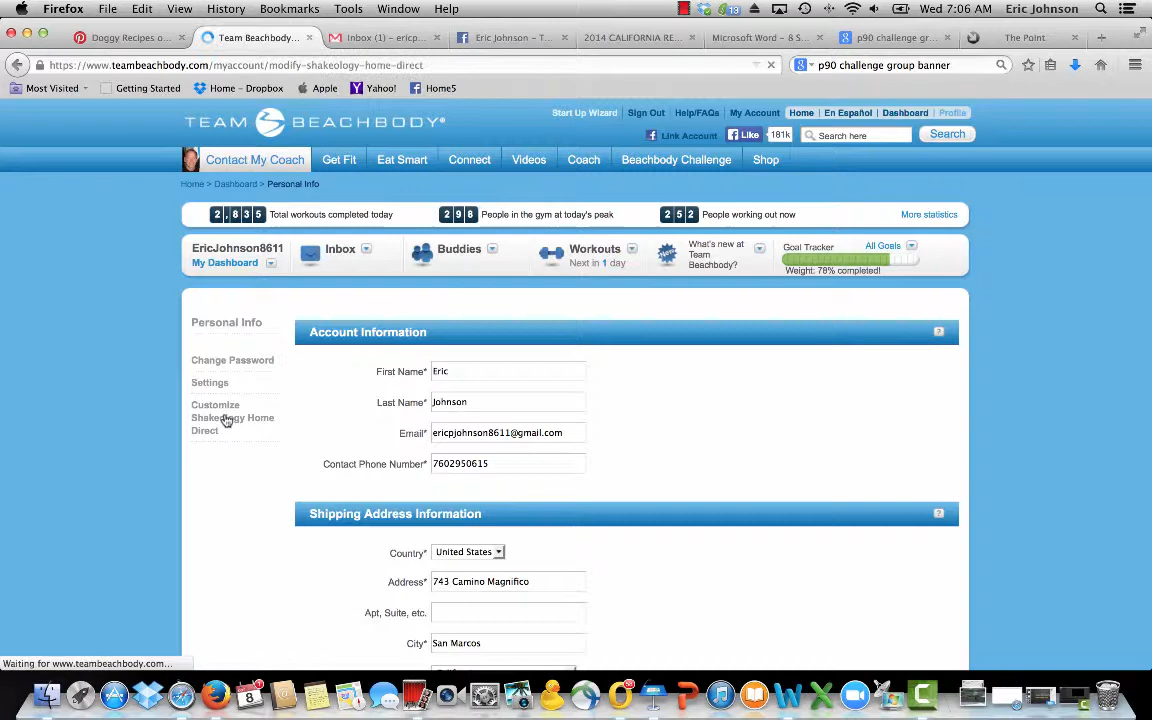 Firefox File Edit View History Bookmarks Tools Window Help 13 Wed 7:06 AM Eric Johnson
Doggy Recipes o... Team Beachbody... Inbox (1) - ericp... Eric Johnson - T... 2014 CALIFORNIA RE... Microsoft Word - 8 S... p90 challenge gr... The Point
https://www.teambeachbody.com/myaccount/modify-shakeology-home-direct p90 challenge group banner
Most Visited Getting Started Home - Dropbox Apple Yahoo! Home5
Start Up Wizard Sign Out Help/FAQs My Account Home En Español Dashboard Profile
TEAM BEACHBODY
Link Account Like 181k Search here Search
Contact My Coach Get Fit Eat Smart Connect Videos Coach Beachbody Challenge Shop
Home > Dashboard > Personal Info
2,835 Total workouts completed today 298 People in the gym at today's peak 252 People working out now More statistics
EricJohnson8611 Inbox Buddies Workouts What's new at Team Beachbody? Goal Tracker All Goals
My Dashboard Next in 1 day
Weight: 78% completed!
Personal Info
Account Information ?
Change Password
First Name* Eric
Settings
Last Name* Johnson
Customize
Shakeology Home
Direct
Email* ericpjohnson8611@gmail.com
Contact Phone Number* 7602950615
Shipping Address Information ?
Country* United States
Address* 743 Camino Magnifico
Apt, Suite, etc.
City* San Marcos
Waiting for www.teambeachbody.com...